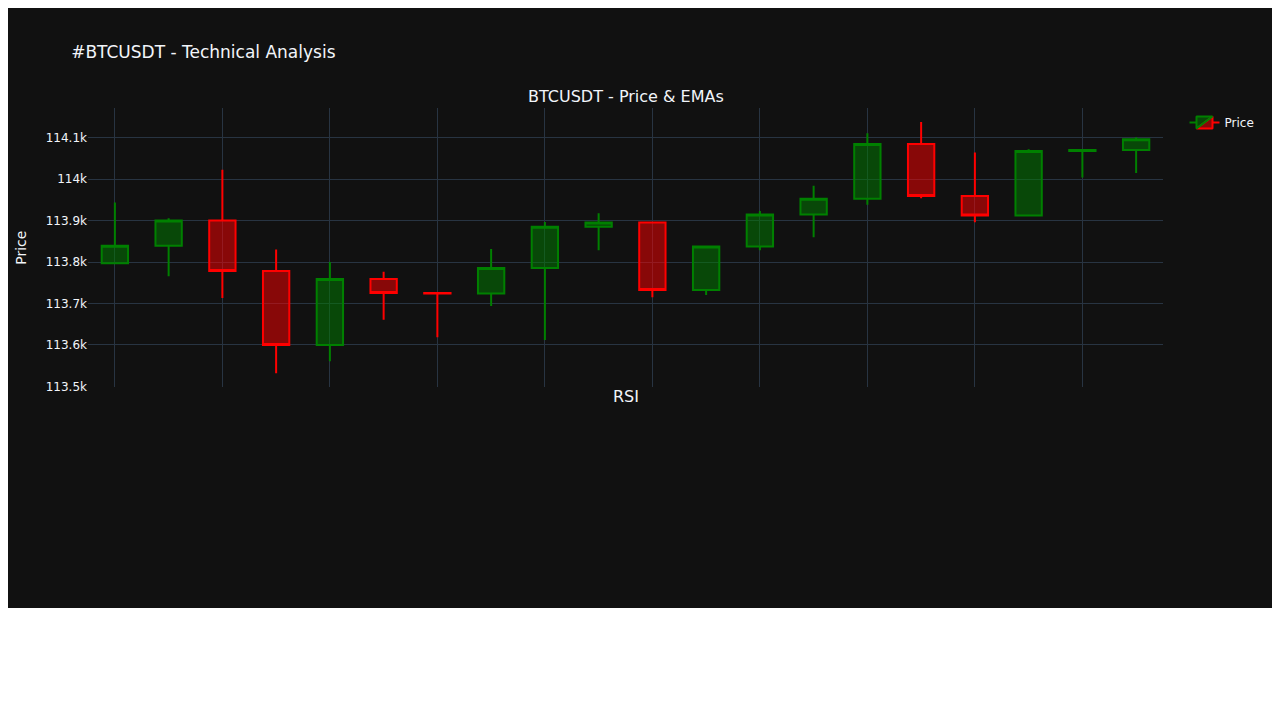 #BTCUSDT - Technical Analysis
BTCUSDT - Price & EMAs
Price
114.1k
114k
113.9k
113.8k
113.7k
113.6k
113.5k
Price
RSI